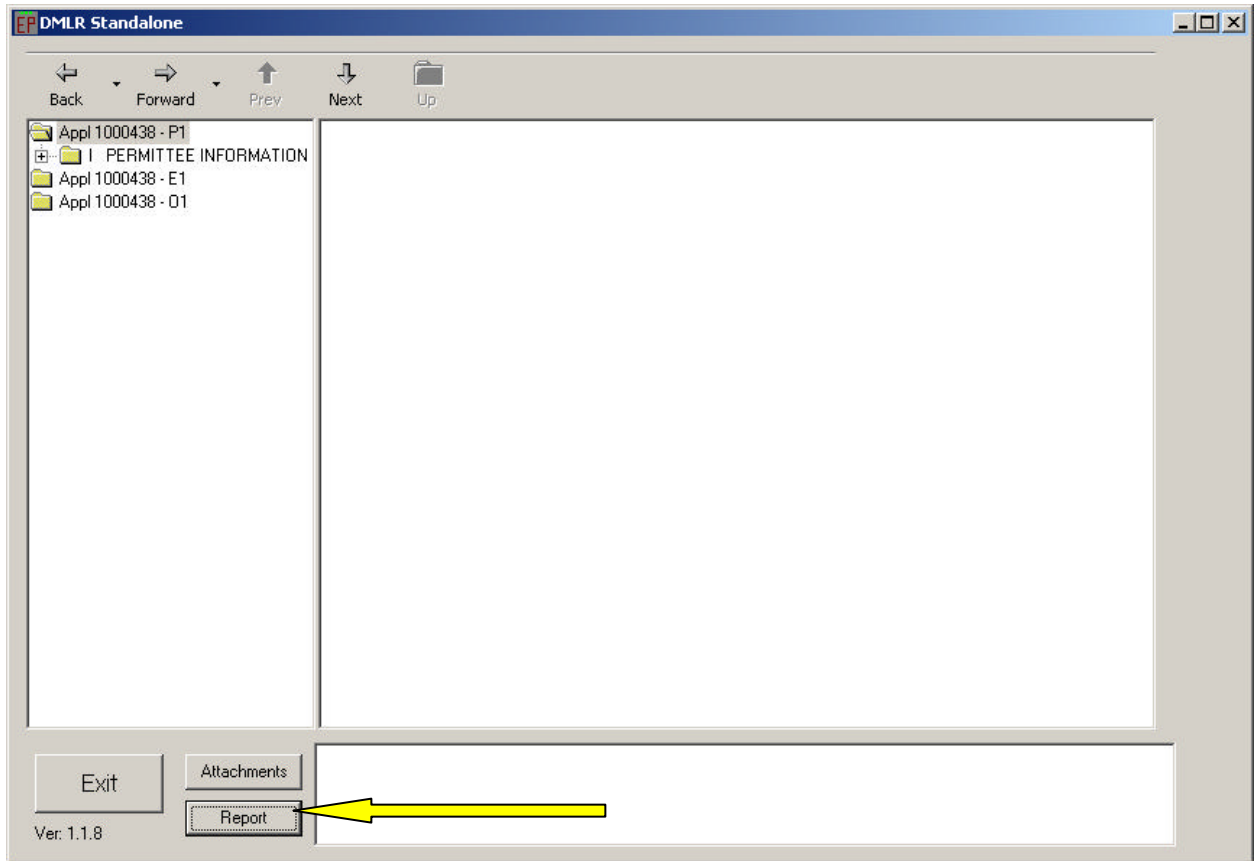 EP DMLR Standalone
Back Forward Prev Next Up
Appl 1000438 - P1
I PERMITTEE INFORMATION
Appl 1000438 - E1
Appl 1000438 - O1
Exit
Attachments
Report
Ver: 1.1.8